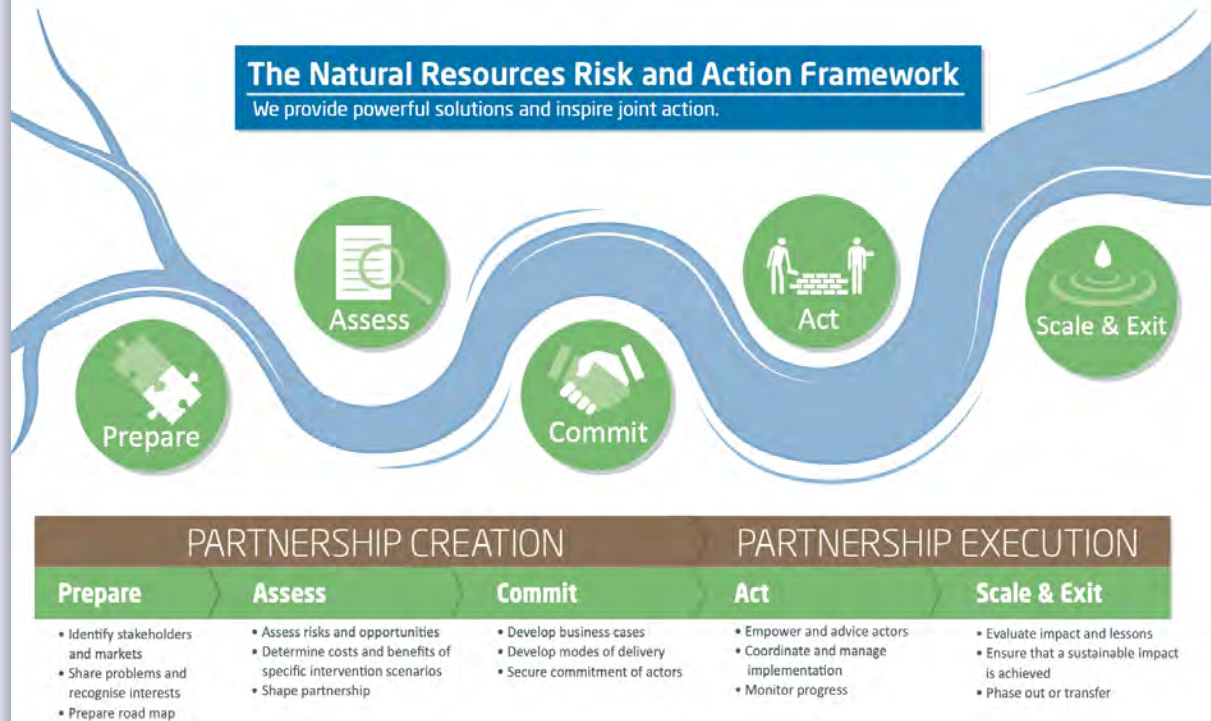 The Natural Resources Risk and Action Framework
We provide powerful solutions and inspire joint action.
Assess
Act
Scale & Exit
Prepare
Commit
PARTNERSHIP CREATION
PARTNERSHIP EXECUTION
Prepare
Assess
Commit
Act
Scale & Exit
• Identify stakeholders
and markets
• Share problems and
recognise interests
• Prepare road map
• Assess risks and opportunities
• Determine costs and benefits of
specific intervention scenarios
• Shape partnership
• Develop business cases
• Develop modes of delivery
• Secure commitment of actors
• Empower and advice actors
• Coordinate and manage
implementation
• Monitor progress
• Evaluate impact and lessons
• Ensure that a sustainable impact
is achieved
• Phase out or transfer